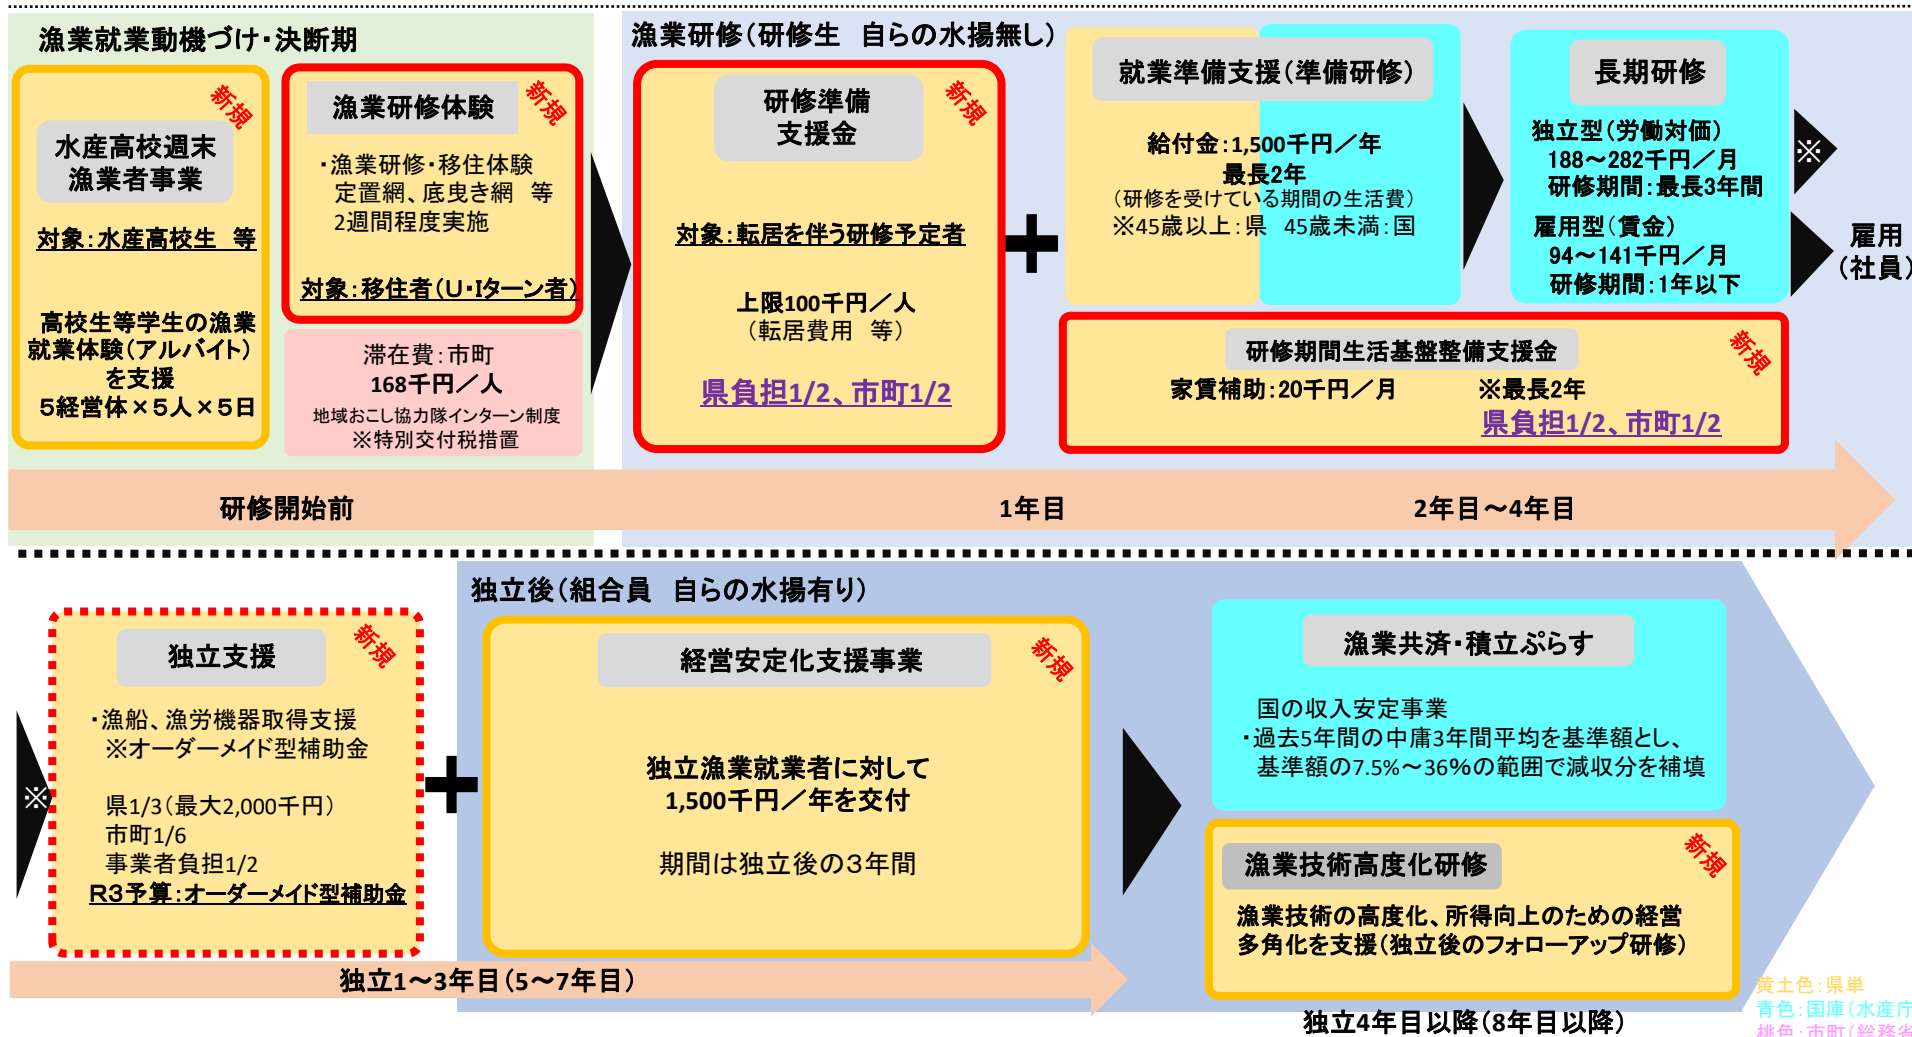 漁業就業動機づけ・決断期
新規
水産高校週末
漁業者事業
対象：水産高校生　等
高校生等学生の漁業
就業体験（アルバイト）
を支援
５経営体×５人×５日
新規
漁業研修体験
・漁業研修・移住体験
定置網、底曳き網　等
2週間程度実施
対象：移住者（U・Iターン者）
滞在費：市町
168千円／人
地域おこし協力隊インターン制度
※特別交付税措置
漁業研修（研修生　自らの水揚無し）
新規
研修準備
支援金
対象：転居を伴う研修予定者
上限100千円／人
（転居費用　等）
県負担1/2、市町1/2
就業準備支援（準備研修）
給付金：1,500千円／年
最長2年
（研修を受けている期間の生活費）
※45歳以上：県　45歳未満：国
長期研修
独立型（労働対価）
188～282千円／月
研修期間：最長3年間
雇用型（賃金）
94～141千円／月
研修期間：1年以下
※
雇用
（社員）
新規
研修期間生活基盤整備支援金
家賃補助：20千円／月　　　※最長2年
県負担1/2、市町1/2
研修開始前
1年目
2年目～4年目
※
新規
独立支援
・漁船、漁労機器取得支援
※オーダーメイド型補助金
県1/3（最大2,000千円）
市町1/6
事業者負担1/2
R3予算：オーダーメイド型補助金
独立後（組合員　自らの水揚有り）
新規
経営安定化支援事業
独立漁業就業者に対して
1,500千円／年を交付
期間は独立後の３年間
漁業共済・積立ぷらす
国の収入安定事業
・過去5年間の中庸3年間平均を基準額とし、
基準額の7.5%～36%の範囲で減収分を補填
新規
漁業技術高度化研修
漁業技術の高度化、所得向上のための経営
多角化を支援（独立後のフォローアップ研修）
独立1～3年目（5～7年目）
独立4年目以降（8年目以降）
黄土色：県単
青色：国庫（水産庁
桃色：市町（総務省